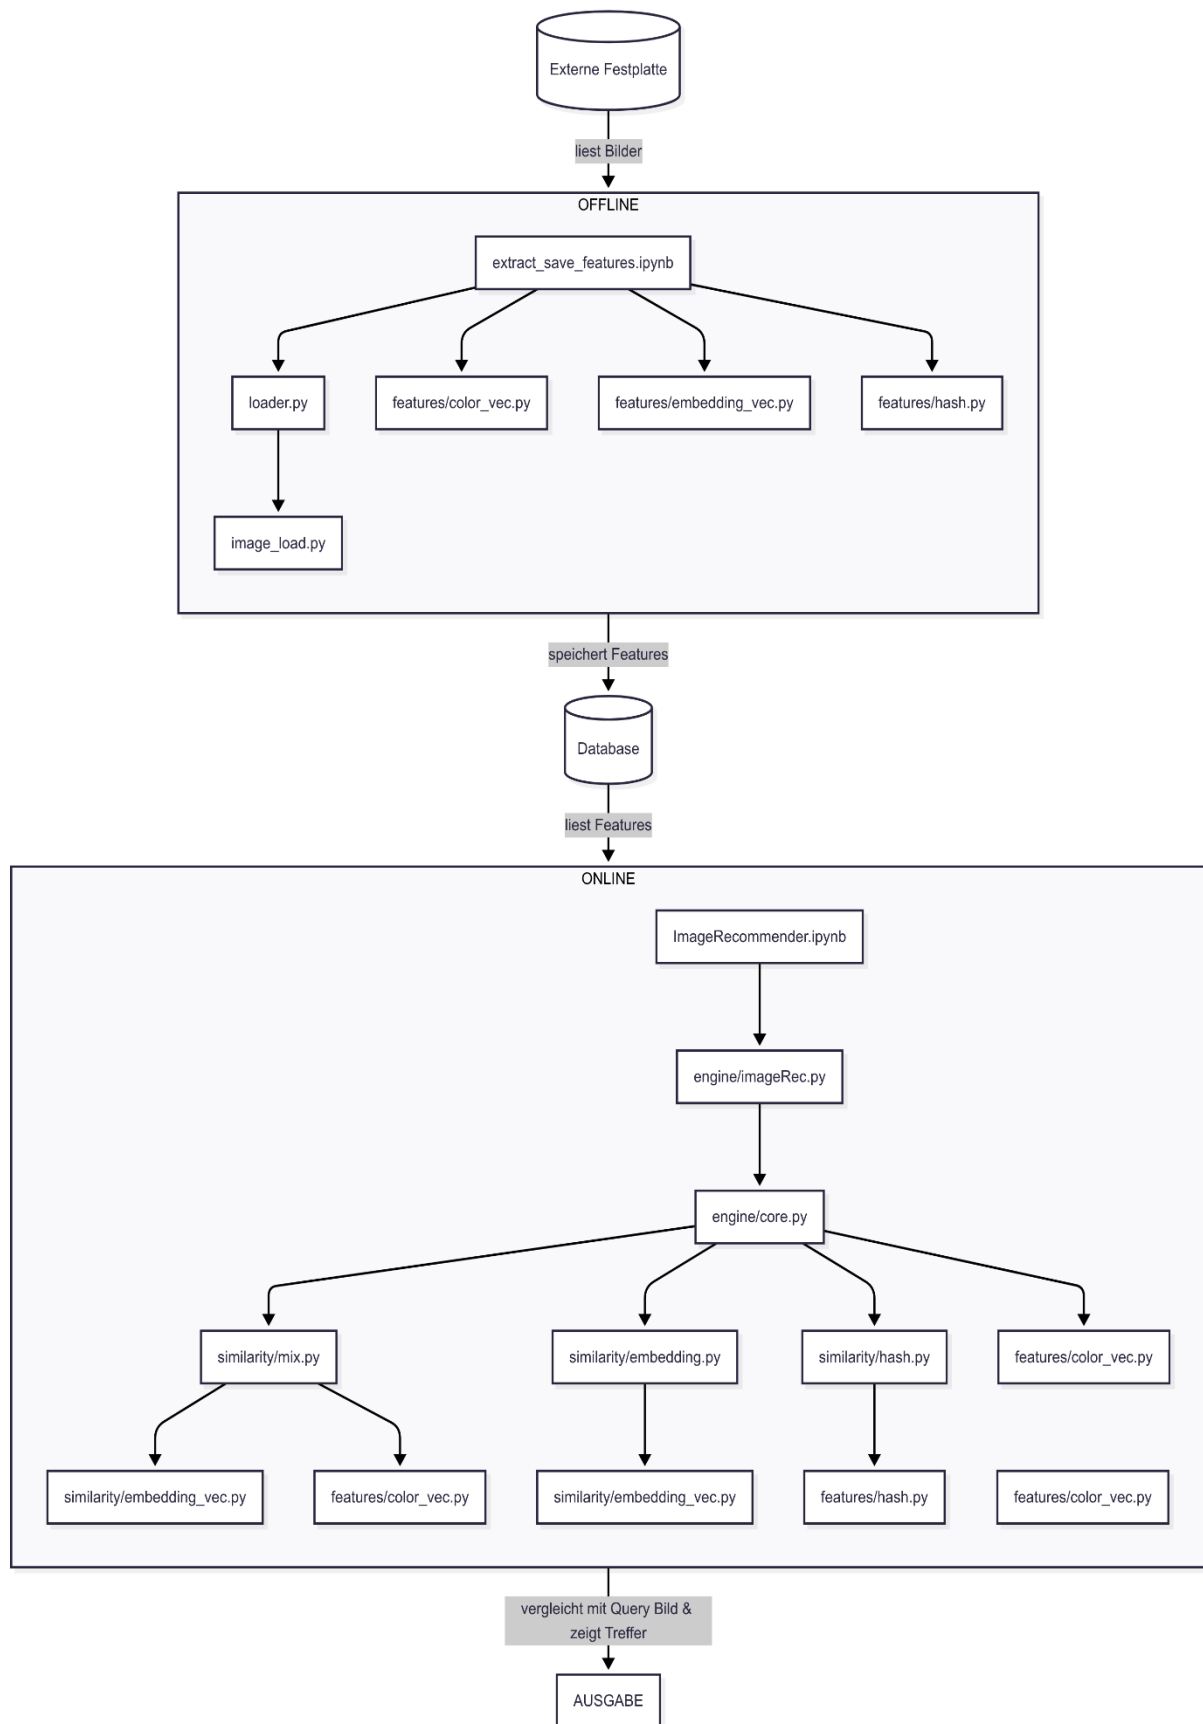 Externe Festplatte
liest Bilder
OFFLINE
extract_save_features.ipynb
loader.py
features/color_vec.py
features/embedding_vec.py
features/hash.py
image_load.py
speichert Features
Database
liest Features
ONLINE
ImageRecommender.ipynb
engine/imageRec.py
engine/core.py
similarity/mix.py
similarity/embedding.py
similarity/hash.py
features/color_vec.py
similarity/embedding_vec.py
features/color_vec.py
similarity/embedding_vec.py
features/hash.py
features/color_vec.py
vergleicht mit Query Bild &
zeigt Treffer
AUSGABE